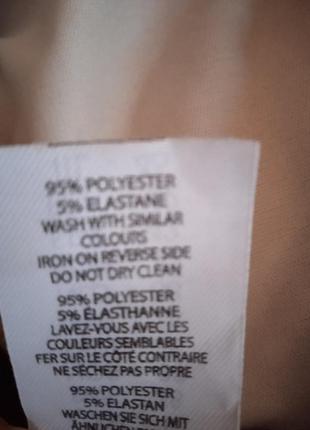 95% POLYESTER
5% ELASTANE
WASH WITH SIMILAR
COLOURS
IRON ON REVERSE SIDE
DO NOT DRY CLEAN
95% POLYESTER
5% ÉLASTHANNE
LAVEZ-VOUS AVEC LES
COULEURS SEMBLABLES
FER SUR LE CÔTÉ CONTRAIRE
NE SÉCHEZ PAS PROPRE
95% POLYESTER
5% ELASTAN
WASCHEN SIE SICH MIT
ÄHNLICHEN